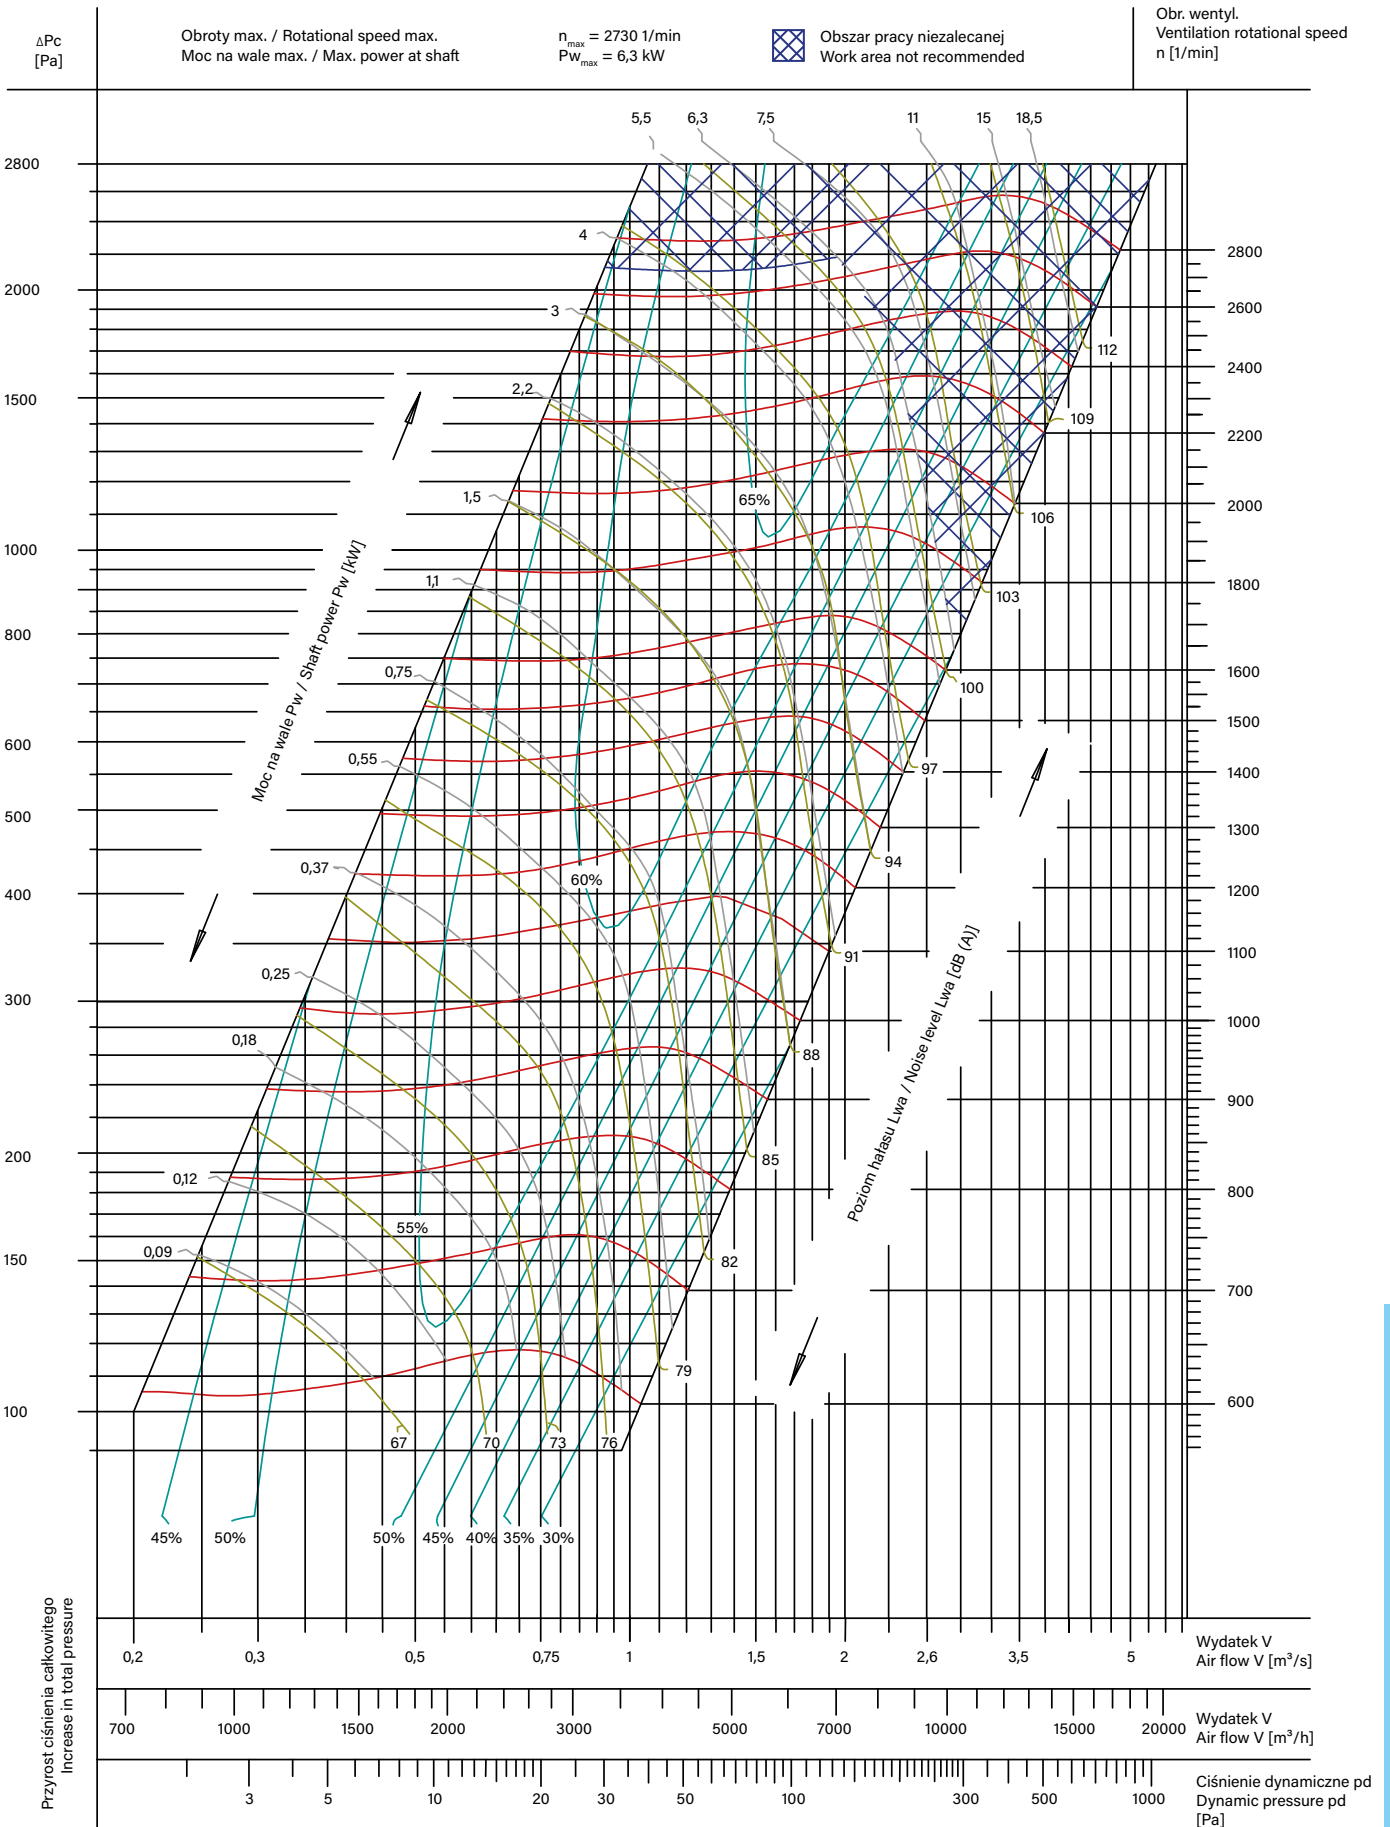 ΔPc
[Pa]
Obroty max. / Rotational speed max.
Moc na wale max. / Max. power at shaft
nmax = 2730 1/min
Pwmax = 6,3 kW
Obszar pracy niezalecanej
Work area not recommended
Obr. wentyl.
Ventilation rotational speed
n [1/min]
5,5 6,3 7,5 11 15 18,5
2800
4
2800
2000
3
2600
112
2400
1500
2,2
109
2200
1,5
65%
2000
106
1000
1,1
1800
103
800
0,75
1600
100
1500
600
0,55
97
1400
500
1300
94
0,37
60%
1200
400
91
1100
0,25
300
1000
0,18
88
900
200
85
0,12
800
55%
0,09
150
82
700
79
600
100
67 70 73 76
45% 50% 50% 45% 40% 35% 30%
Moc na wale Pw / Shaft power Pw [kW]
Poziom hałasu Lwa / Noise level Lwa [dB (A)]
Przyrost ciśnienia całkowitego
Increase in total pressure
0,2 0,3 0,5 0,75 1 1,5 2 2,6 3,5 5
Wydatek V
Air flow V [m³/s]
700 1000 1500 2000 3000 5000 7000 10000 15000 20000
Wydatek V
Air flow V [m³/h]
3 5 10 20 30 50 100 300 500 1000
Ciśnienie dynamiczne pd
Dynamic pressure pd
[Pa]